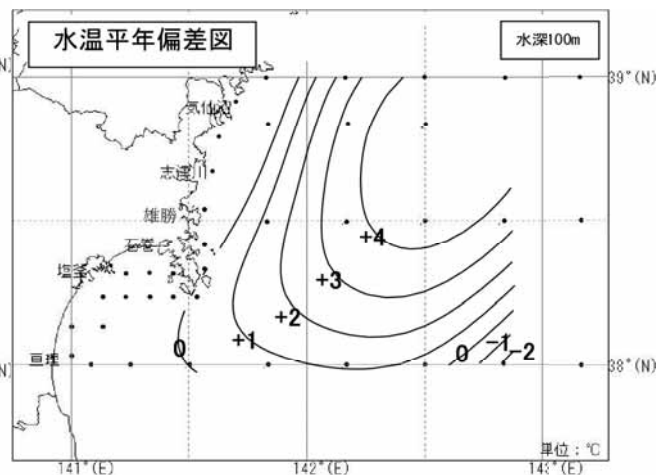 水温平年偏差図
水深100m
N)
39°(N)
気仙沼
志津川
雄勝
石巻
塩釜
亘理
+4
+3
+2
+1
0
0
-1
-2
N)
38°(N)
単位：℃
141°(E)
142°(E)
143°(E)